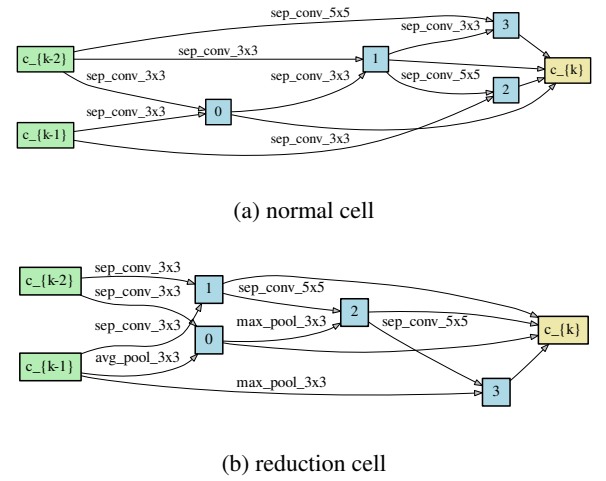 sep_conv_5x5
3
c_{k-2}
sep_conv_3x3
sep_conv_3x3
1
c_{k}
sep_conv_3x3
sep_conv_3x3
sep_conv_5x5
2
0
sep_conv_3x3
c_{k-1}
sep_conv_3x3
(a) normal cell
sep_conv_3x3
c_{k-2}
1
sep_conv_5x5
sep_conv_3x3
2
max_pool_3x3
sep_conv_5x5
c_{k}
sep_conv_3x3
0
avg_pool_3x3
c_{k-1}
max_pool_3x3
3
(b) reduction cell